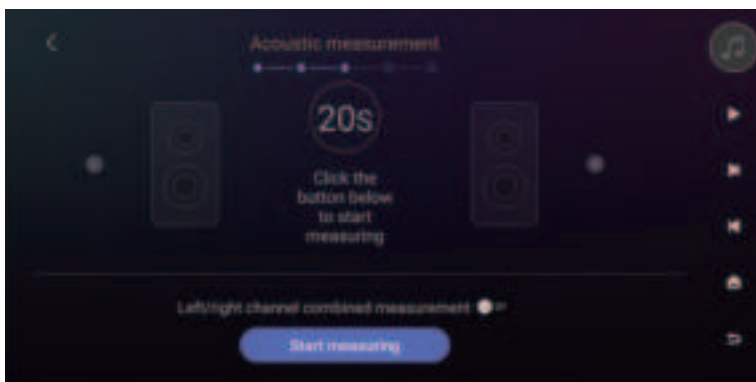 Acoustic measurement
20s
Click the
button below
to start
measuring
Left/right channel combined measurement
Start measuring